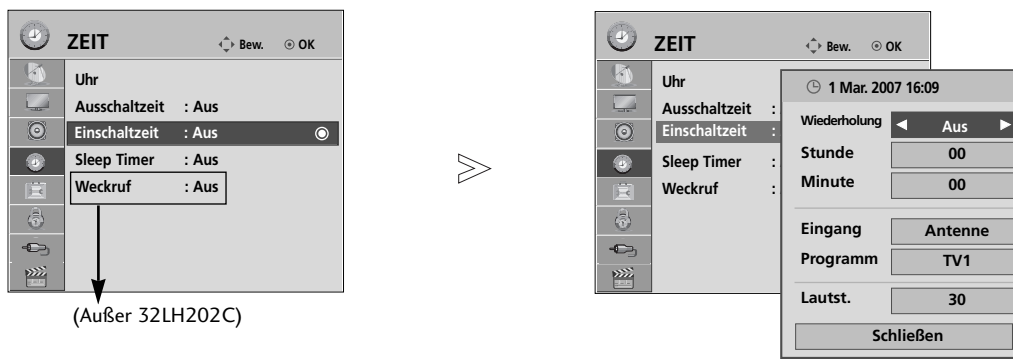 ZEIT Bew. OK
Uhr
Ausschaltzeit : Aus
Einschaltzeit : Aus
Sleep Timer : Aus
Weckruf : Aus
(Außer 32LH202C)
ZEIT Bew. OK
Uhr
Ausschaltzeit :
Einschaltzeit :
Sleep Timer :
Weckruf :
1 Mar. 2007 16:09
Wiederholung ◀ Aus ▶
Stunde 00
Minute 00
Eingang Antenne
Programm TV1
Lautst. 30
Schließen